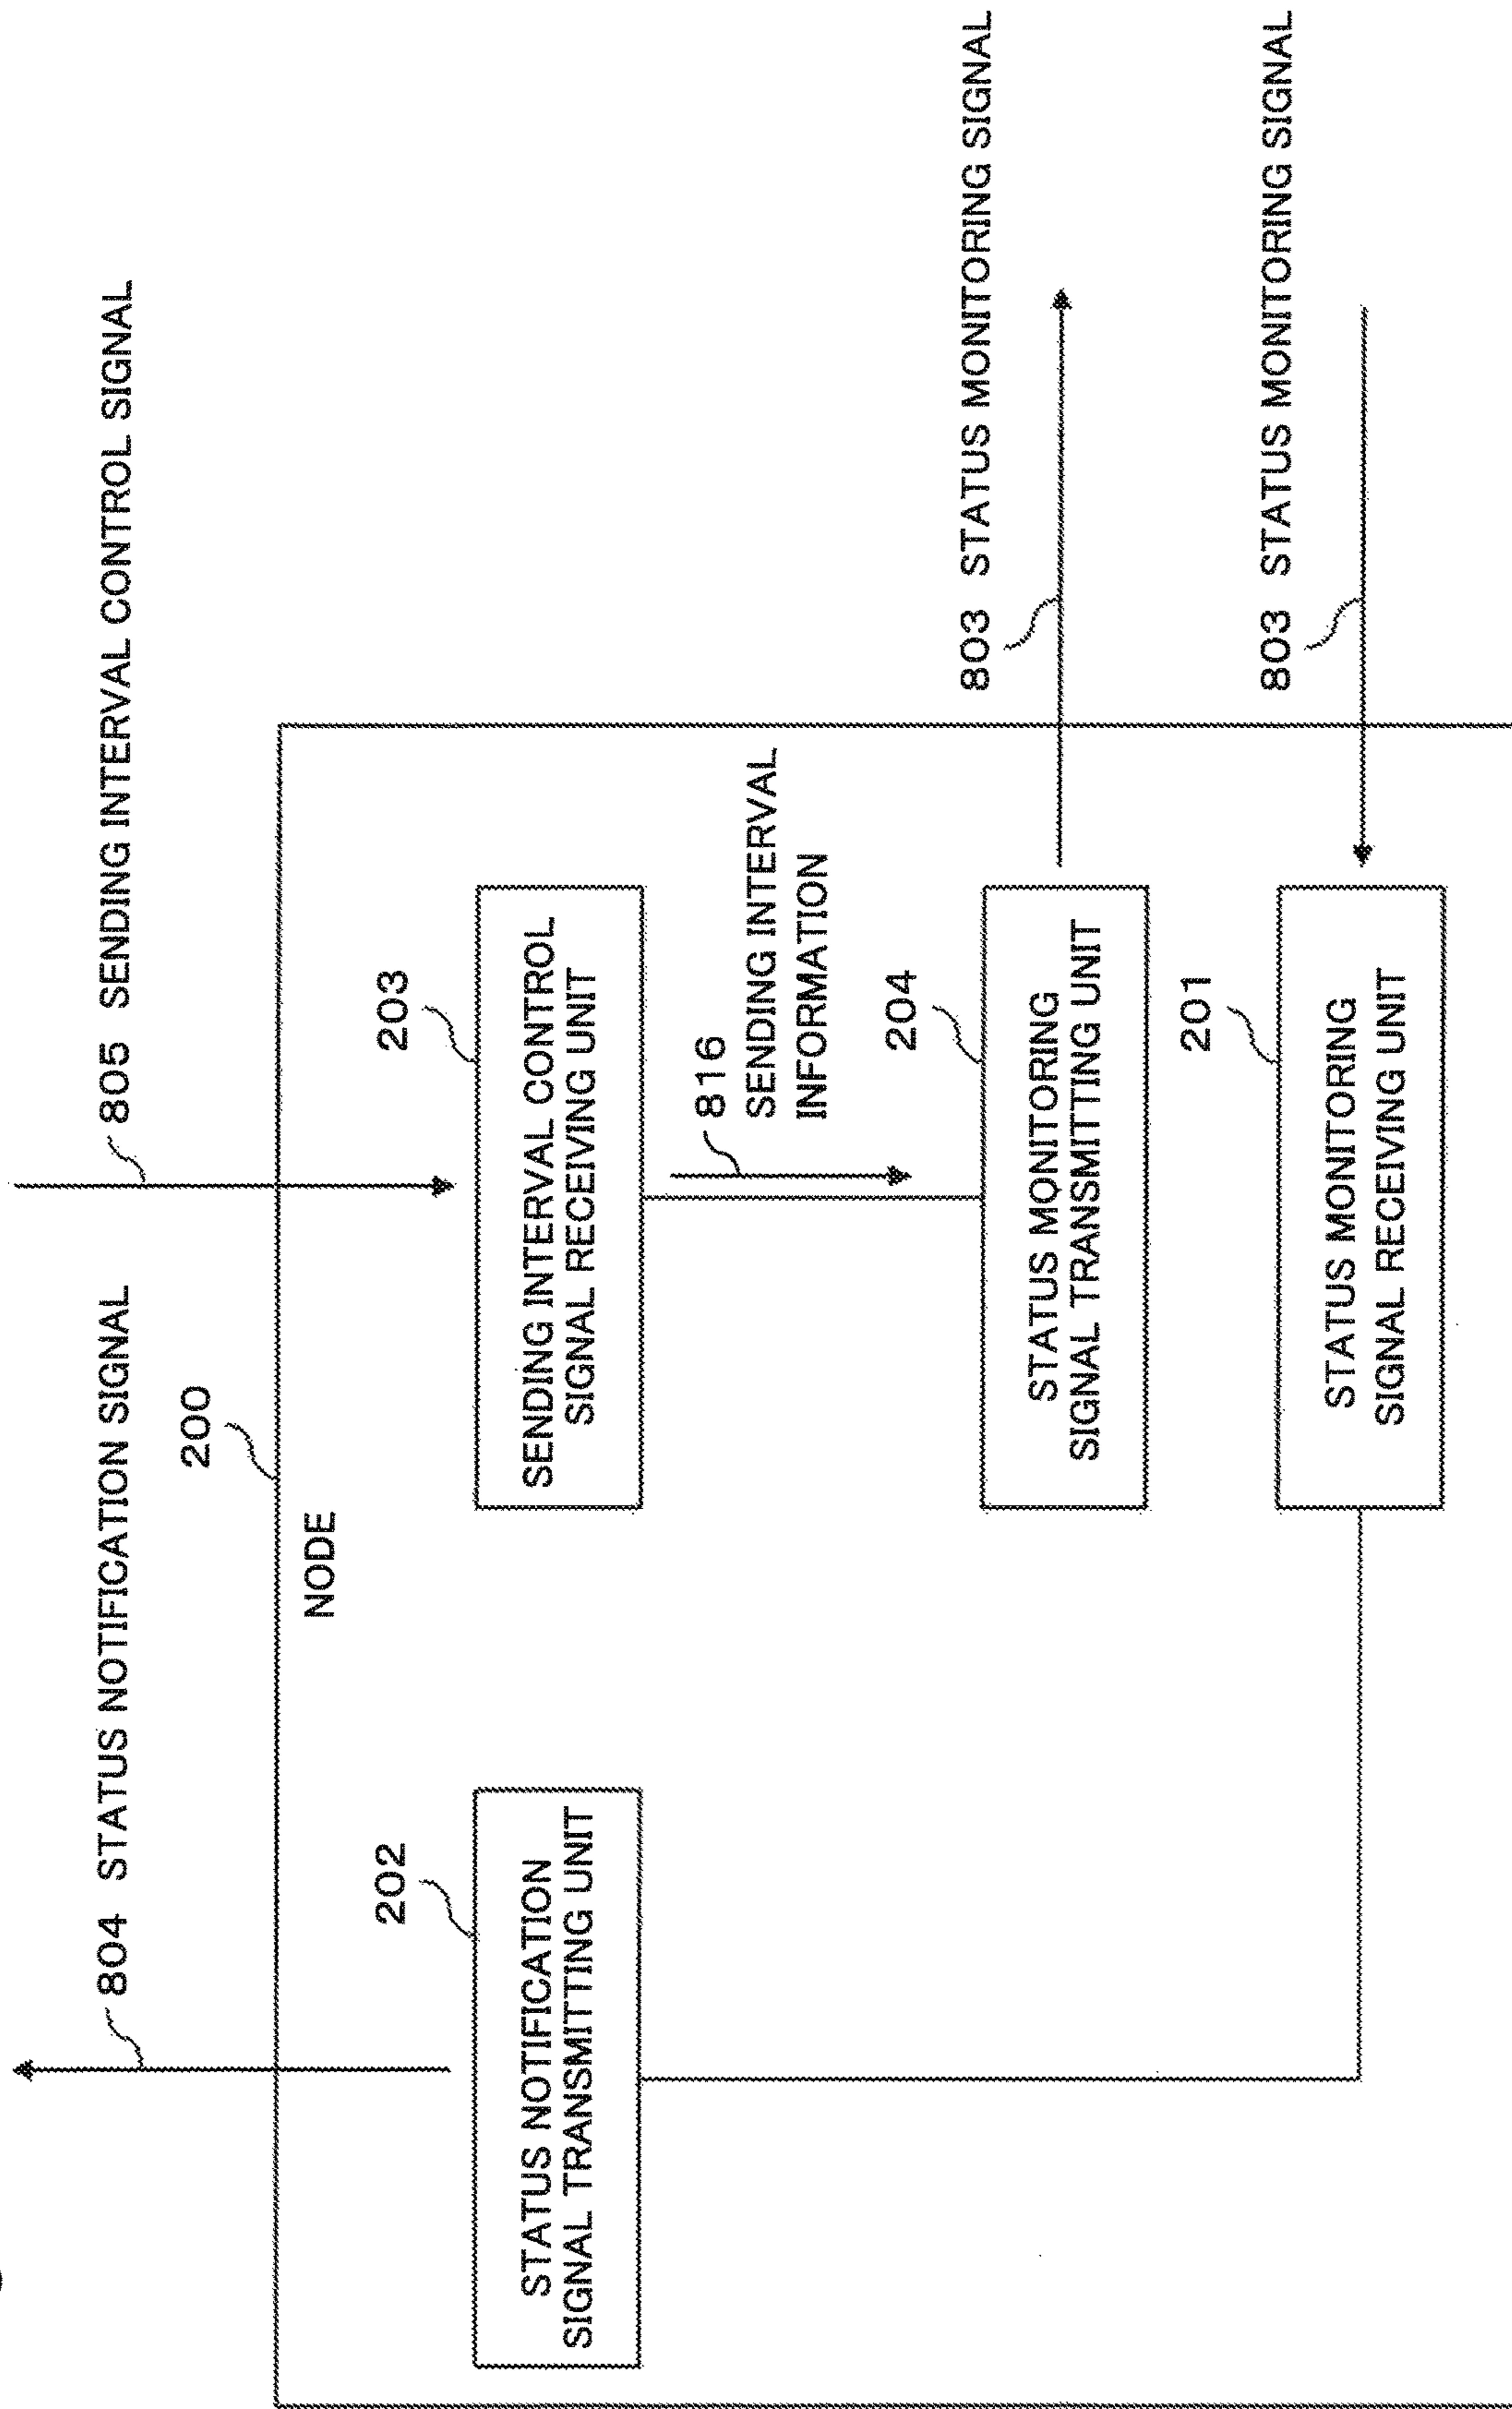 804 STATUS NOTIFICATION SIGNAL
805 SENDING INTERVAL CONTROL SIGNAL
200
NODE
202
STATUS NOTIFICATION
SIGNAL TRANSMITTING UNIT
203
SENDING INTERVAL CONTROL
SIGNAL RECEIVING UNIT
816
SENDING INTERVAL
INFORMATION
204
STATUS MONITORING
SIGNAL TRANSMITTING UNIT
803 STATUS MONITORING SIGNAL
201
STATUS MONITORING
SIGNAL RECEIVING UNIT
803 STATUS MONITORING SIGNAL